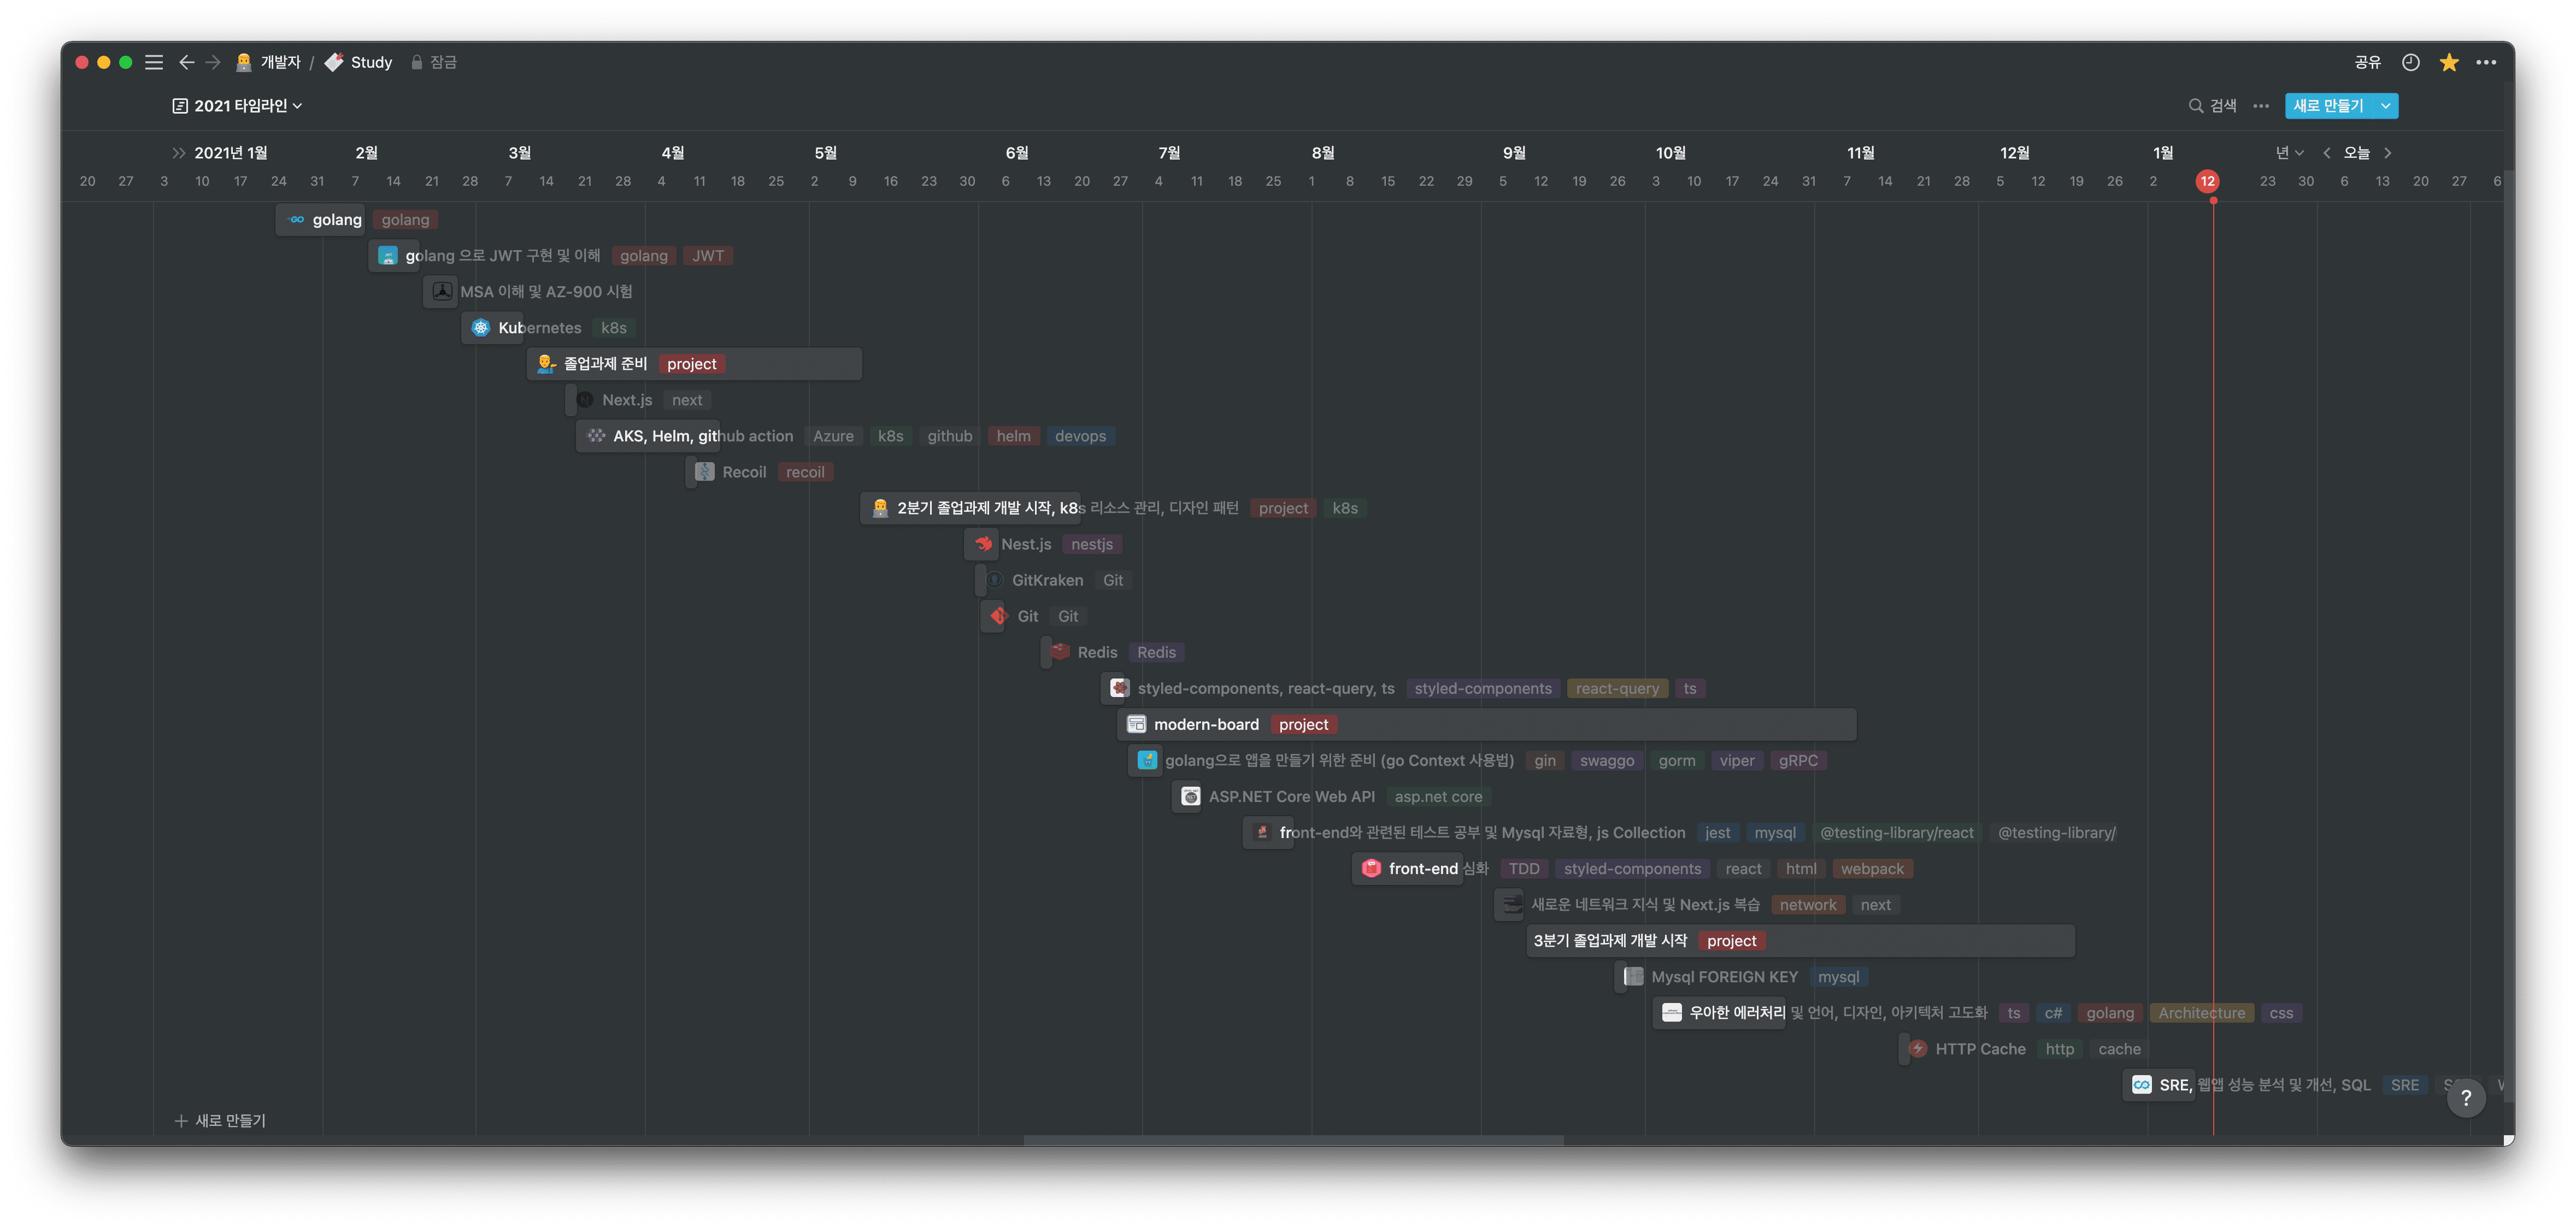 개발자 / Study 잠금 공유
2021 타임라인 검색 새로 만들기
2021년 1월 2월 3월 4월 5월 6월 7월 8월 9월 10월 11월 12월 1월 년 오늘
20 27 3 10 17 24 31 7 14 21 28 7 14 21 28 4 11 18 25 2 9 16 23 30 6 13 20 27 4 11 18 25 1 8 15 22 29 5 12 19 26 3 10 17 24 31 7 14 21 28 5 12 19 26 2 12 23 30 6 13 20 27 6
GO golang golang
golang 으로 JWT 구현 및 이해 golang JWT
MSA 이해 및 AZ-900 시험
Kubernetes k8s
졸업과제 준비 project
Next.js next
AKS, Helm, github action Azure k8s github helm devops
Recoil recoil
2분기 졸업과제 개발 시작, k8s 리소스 관리, 디자인 패턴 project k8s
Nest.js nestjs
GitKraken Git
Git Git
Redis Redis
styled-components, react-query, ts styled-components react-query ts
modern-board project
golang으로 앱을 만들기 위한 준비 (go Context 사용법) gin swaggo gorm viper gRPC
ASP.NET Core Web API asp.net core
front-end와 관련된 테스트 공부 및 Mysql 자료형, js Collection jest mysql @testing-library/react @testing-library/
front-end 심화 TDD styled-components react html webpack
새로운 네트워크 지식 및 Next.js 복습 network next
3분기 졸업과제 개발 시작 project
Mysql FOREIGN KEY mysql
우아한 에러처리 및 언어, 디자인, 아키텍처 고도화 ts c# golang Architecture css
HTTP Cache http cache
SRE, 웹앱 성능 분석 및 개선, SQL SRE
새로 만들기 ?